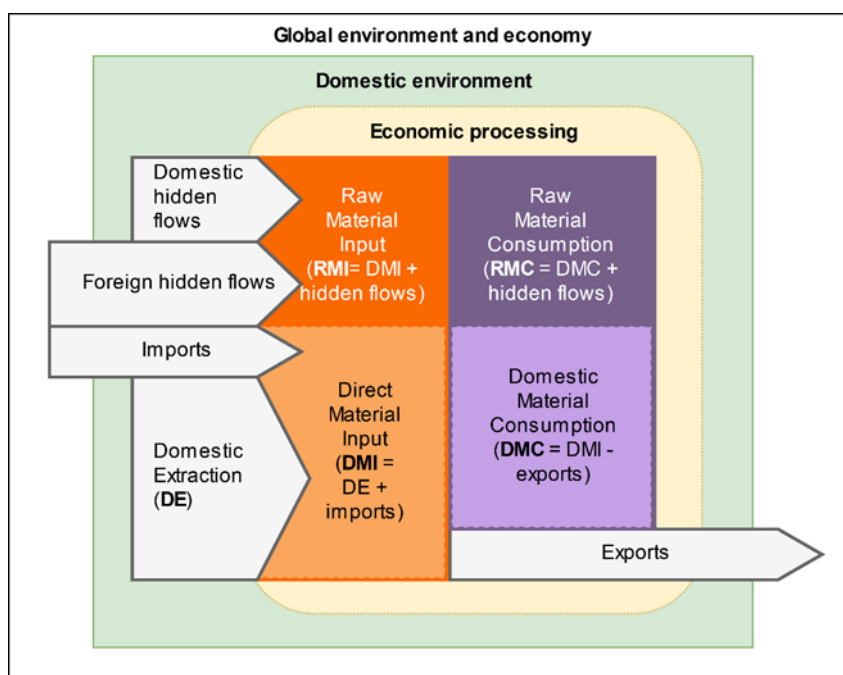 Global environment and economy
Domestic environment
Economic processing
Domestic
hidden
flows
Foreign hidden flows
Imports
Domestic
Extraction
(DE)
Raw
Material
Input
(RMI= DMI +
hidden flows)
Raw
Material
Consumption
(RMC = DMC +
hidden flows)
Direct
Material
Input
(DMI =
DE +
imports)
Domestic
Material
Consumption
(DMC = DMI -
exports)
Exports